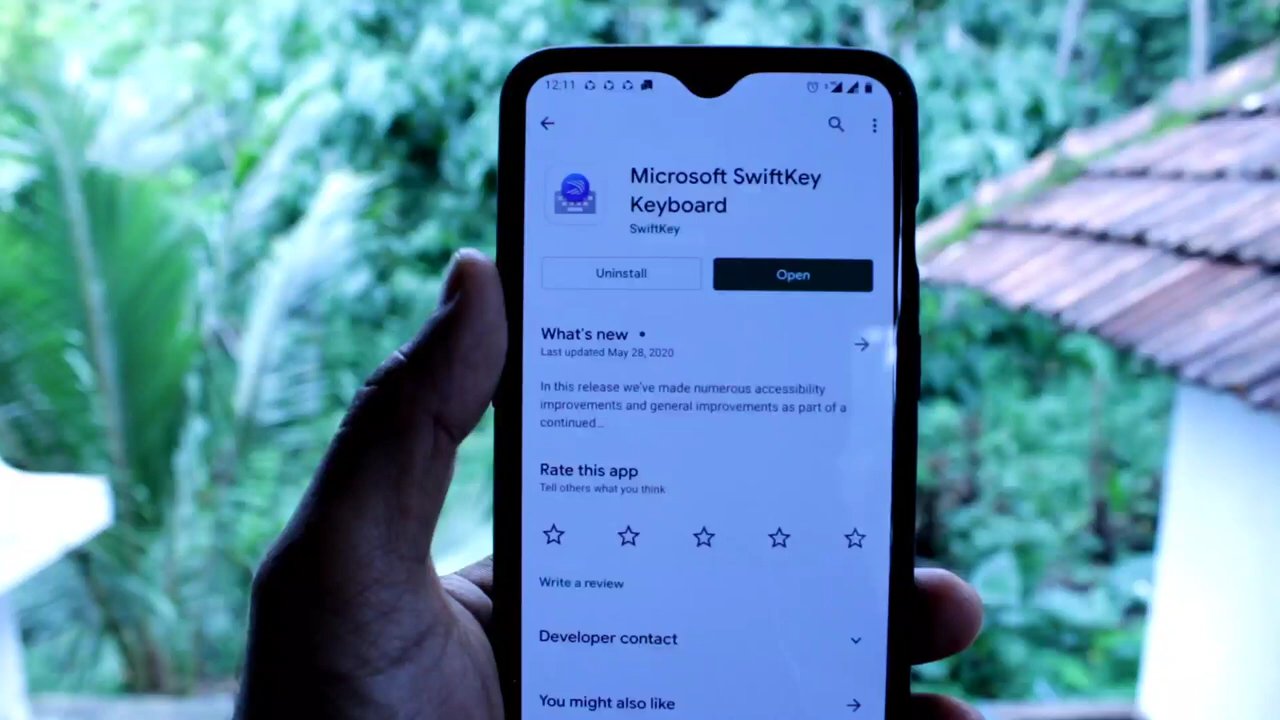 12:11
Microsoft SwiftKey
Keyboard
SwiftKey
Uninstall
Open
What's new •
Last updated May 28, 2020
In this release we've made numerous accessibility
improvements and general improvements as part of a
continued...
Rate this app
Tell others what you think
Write a review
Developer contact
You might also like